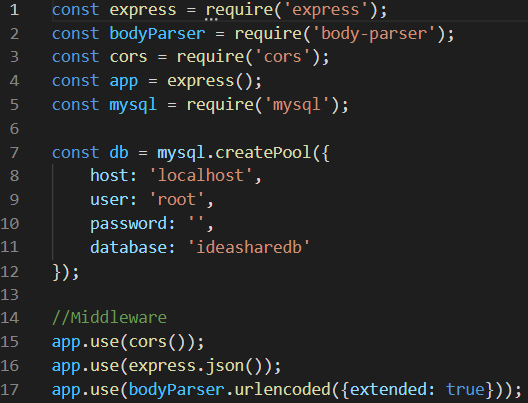 1 const express = require('express');
2 const bodyParser = require('body-parser');
3 const cors = require('cors');
4 const app = express();
5 const mysql = require('mysql');
6
7 const db = mysql.createPool({
8     host: 'localhost',
9     user: 'root',
10     password: '',
11     database: 'ideasharedb'
12 });
13
14 //Middleware
15 app.use(cors());
16 app.use(express.json());
17 app.use(bodyParser.urlencoded({extended: true}));